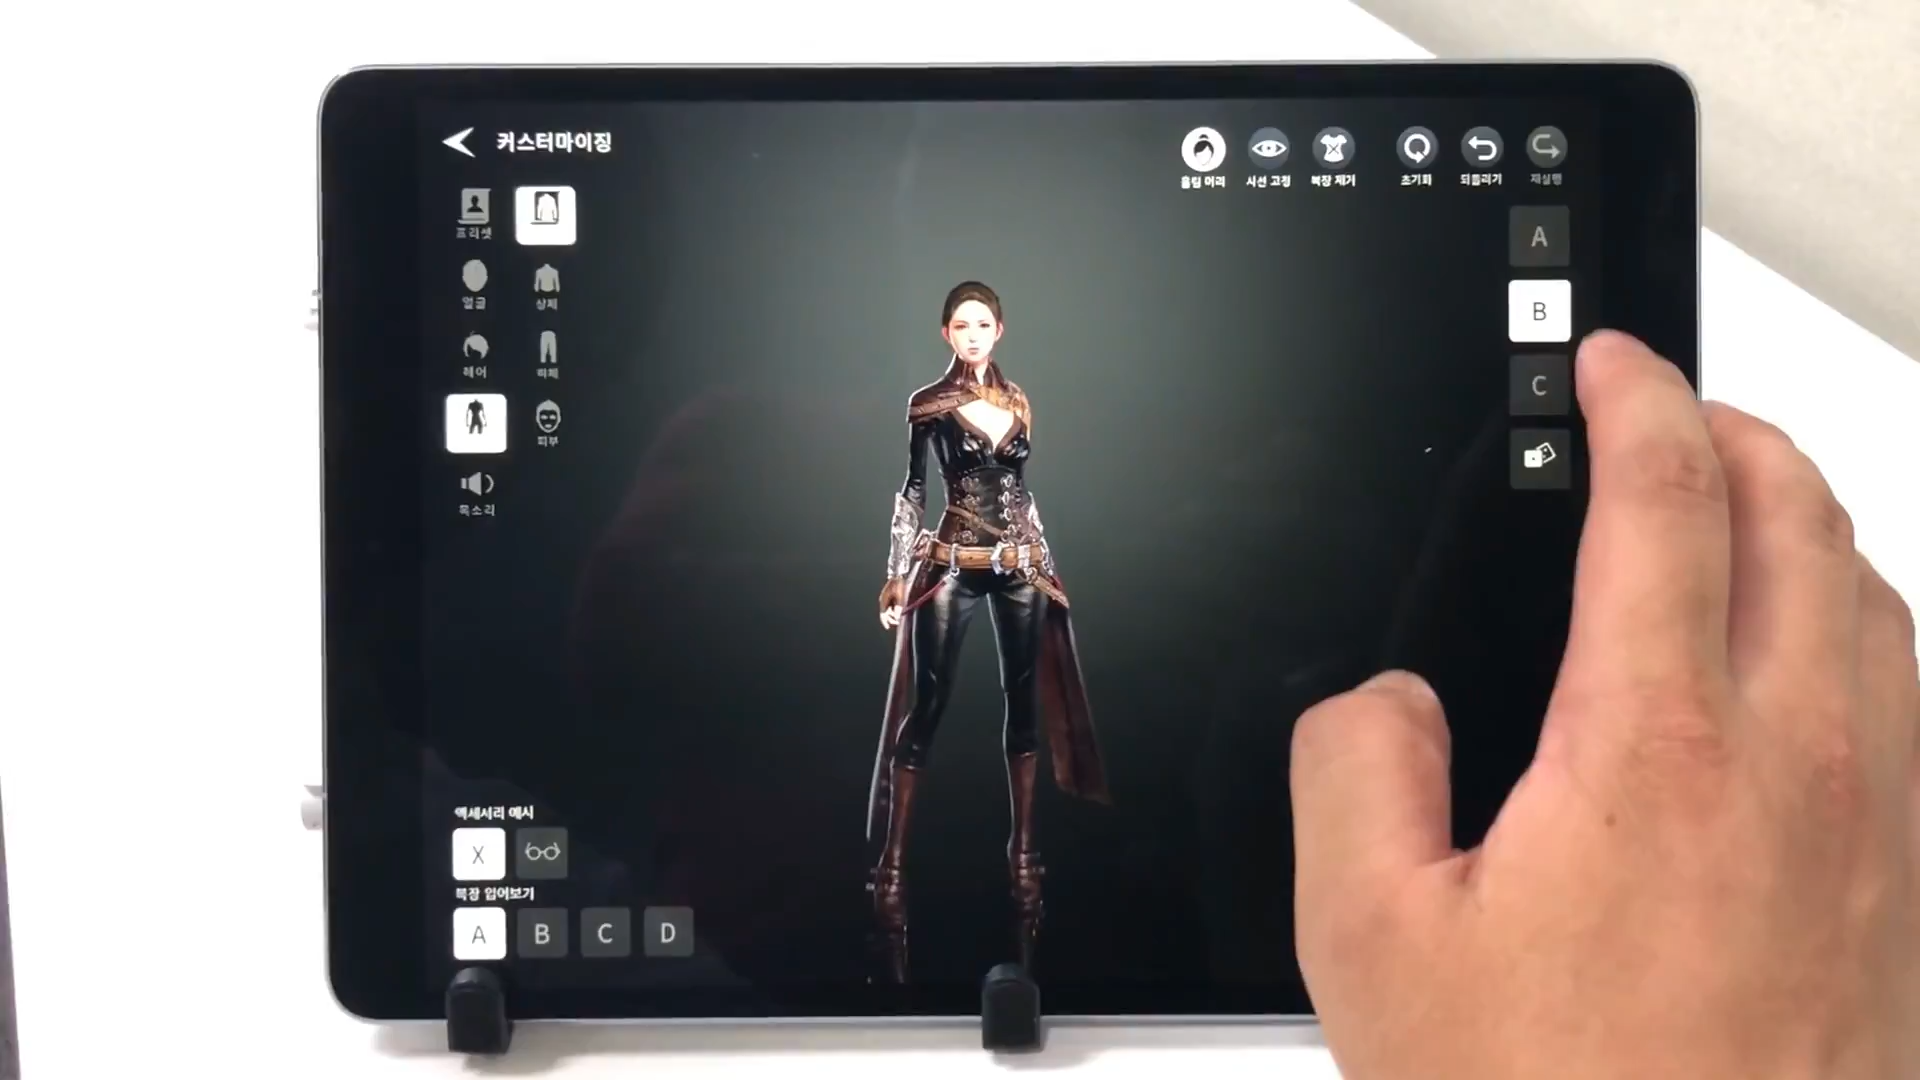 커스터마이징
올림 머리
시선 고정
복장 제거
초기화
되돌리기
재실행
프리셋
얼굴
상체
헤어
하체
피부
목소리
A
B
C
액세서리 예시
X
복장 입어보기
A B C D